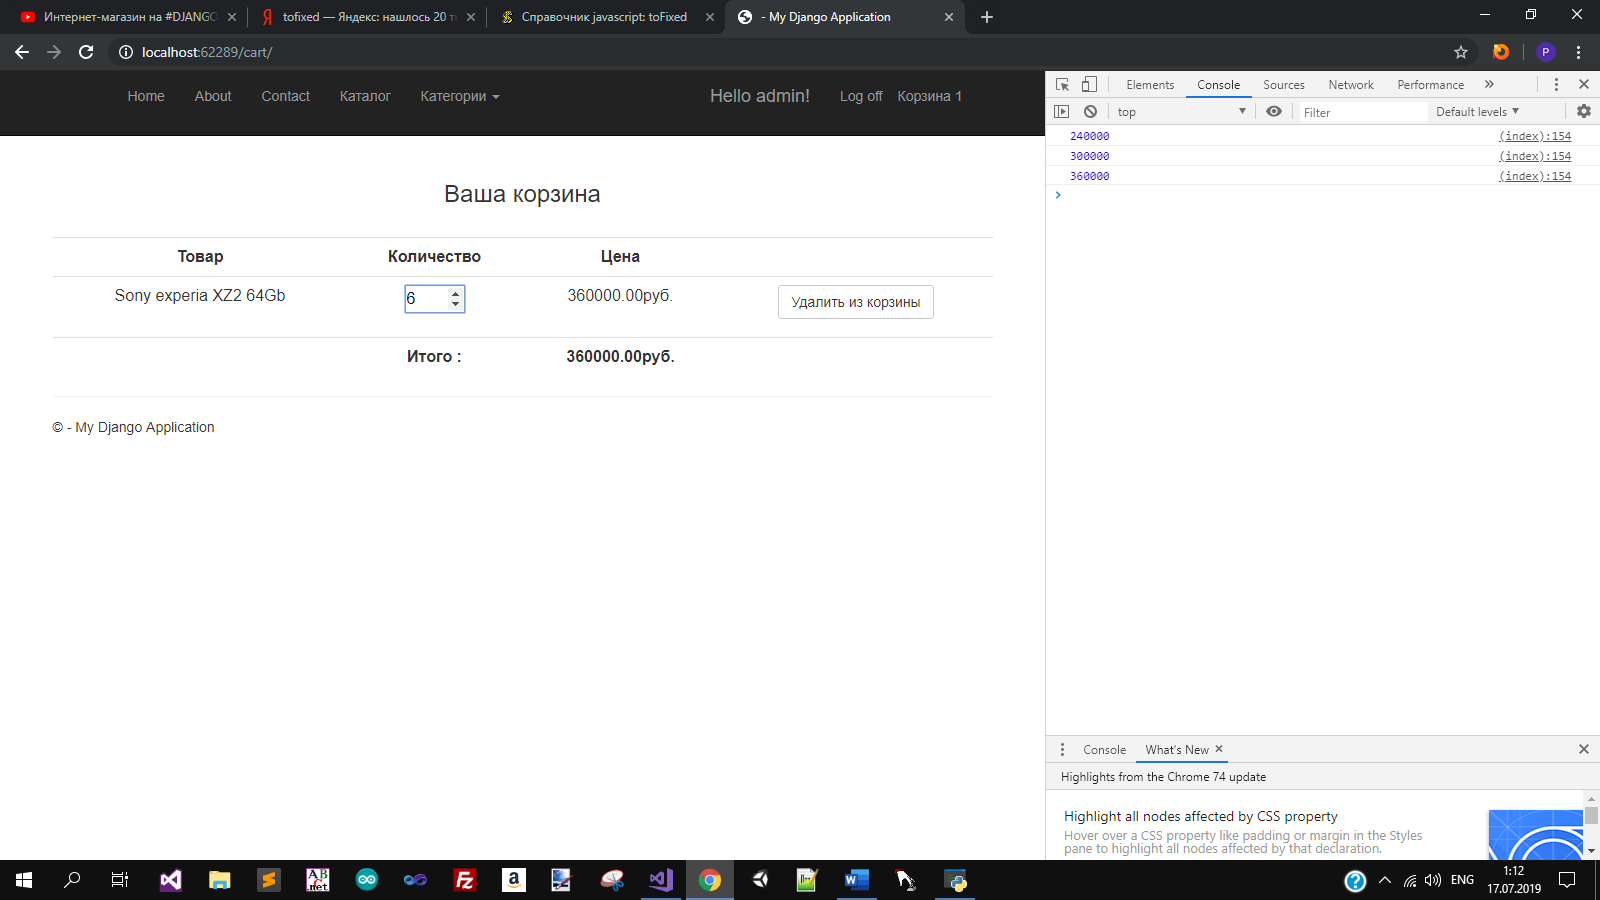 Интернет-магазин на #DJANGO
tofixed — Яндекс: нашлось 20 т
Справочник javascript: toFixed
- My Django Application
localhost:62289/cart/
P
Home About Contact Каталог Категории Hello admin! Log off Корзина 1
Ваша корзина
Товар Количество Цена
Sony experia XZ2 64Gb 6 360000.00руб. Удалить из корзины
Итого : 360000.00руб.
© - My Django Application
Elements Console Sources Network Performance »
top Filter Default levels
240000 (index):154
300000 (index):154
360000 (index):154
Console What's New
Highlights from the Chrome 74 update
Highlight all nodes affected by CSS property
Hover over a CSS property like padding or margin in the Styles
pane to highlight all nodes affected by that declaration.
ENG
1:12
17.07.2019